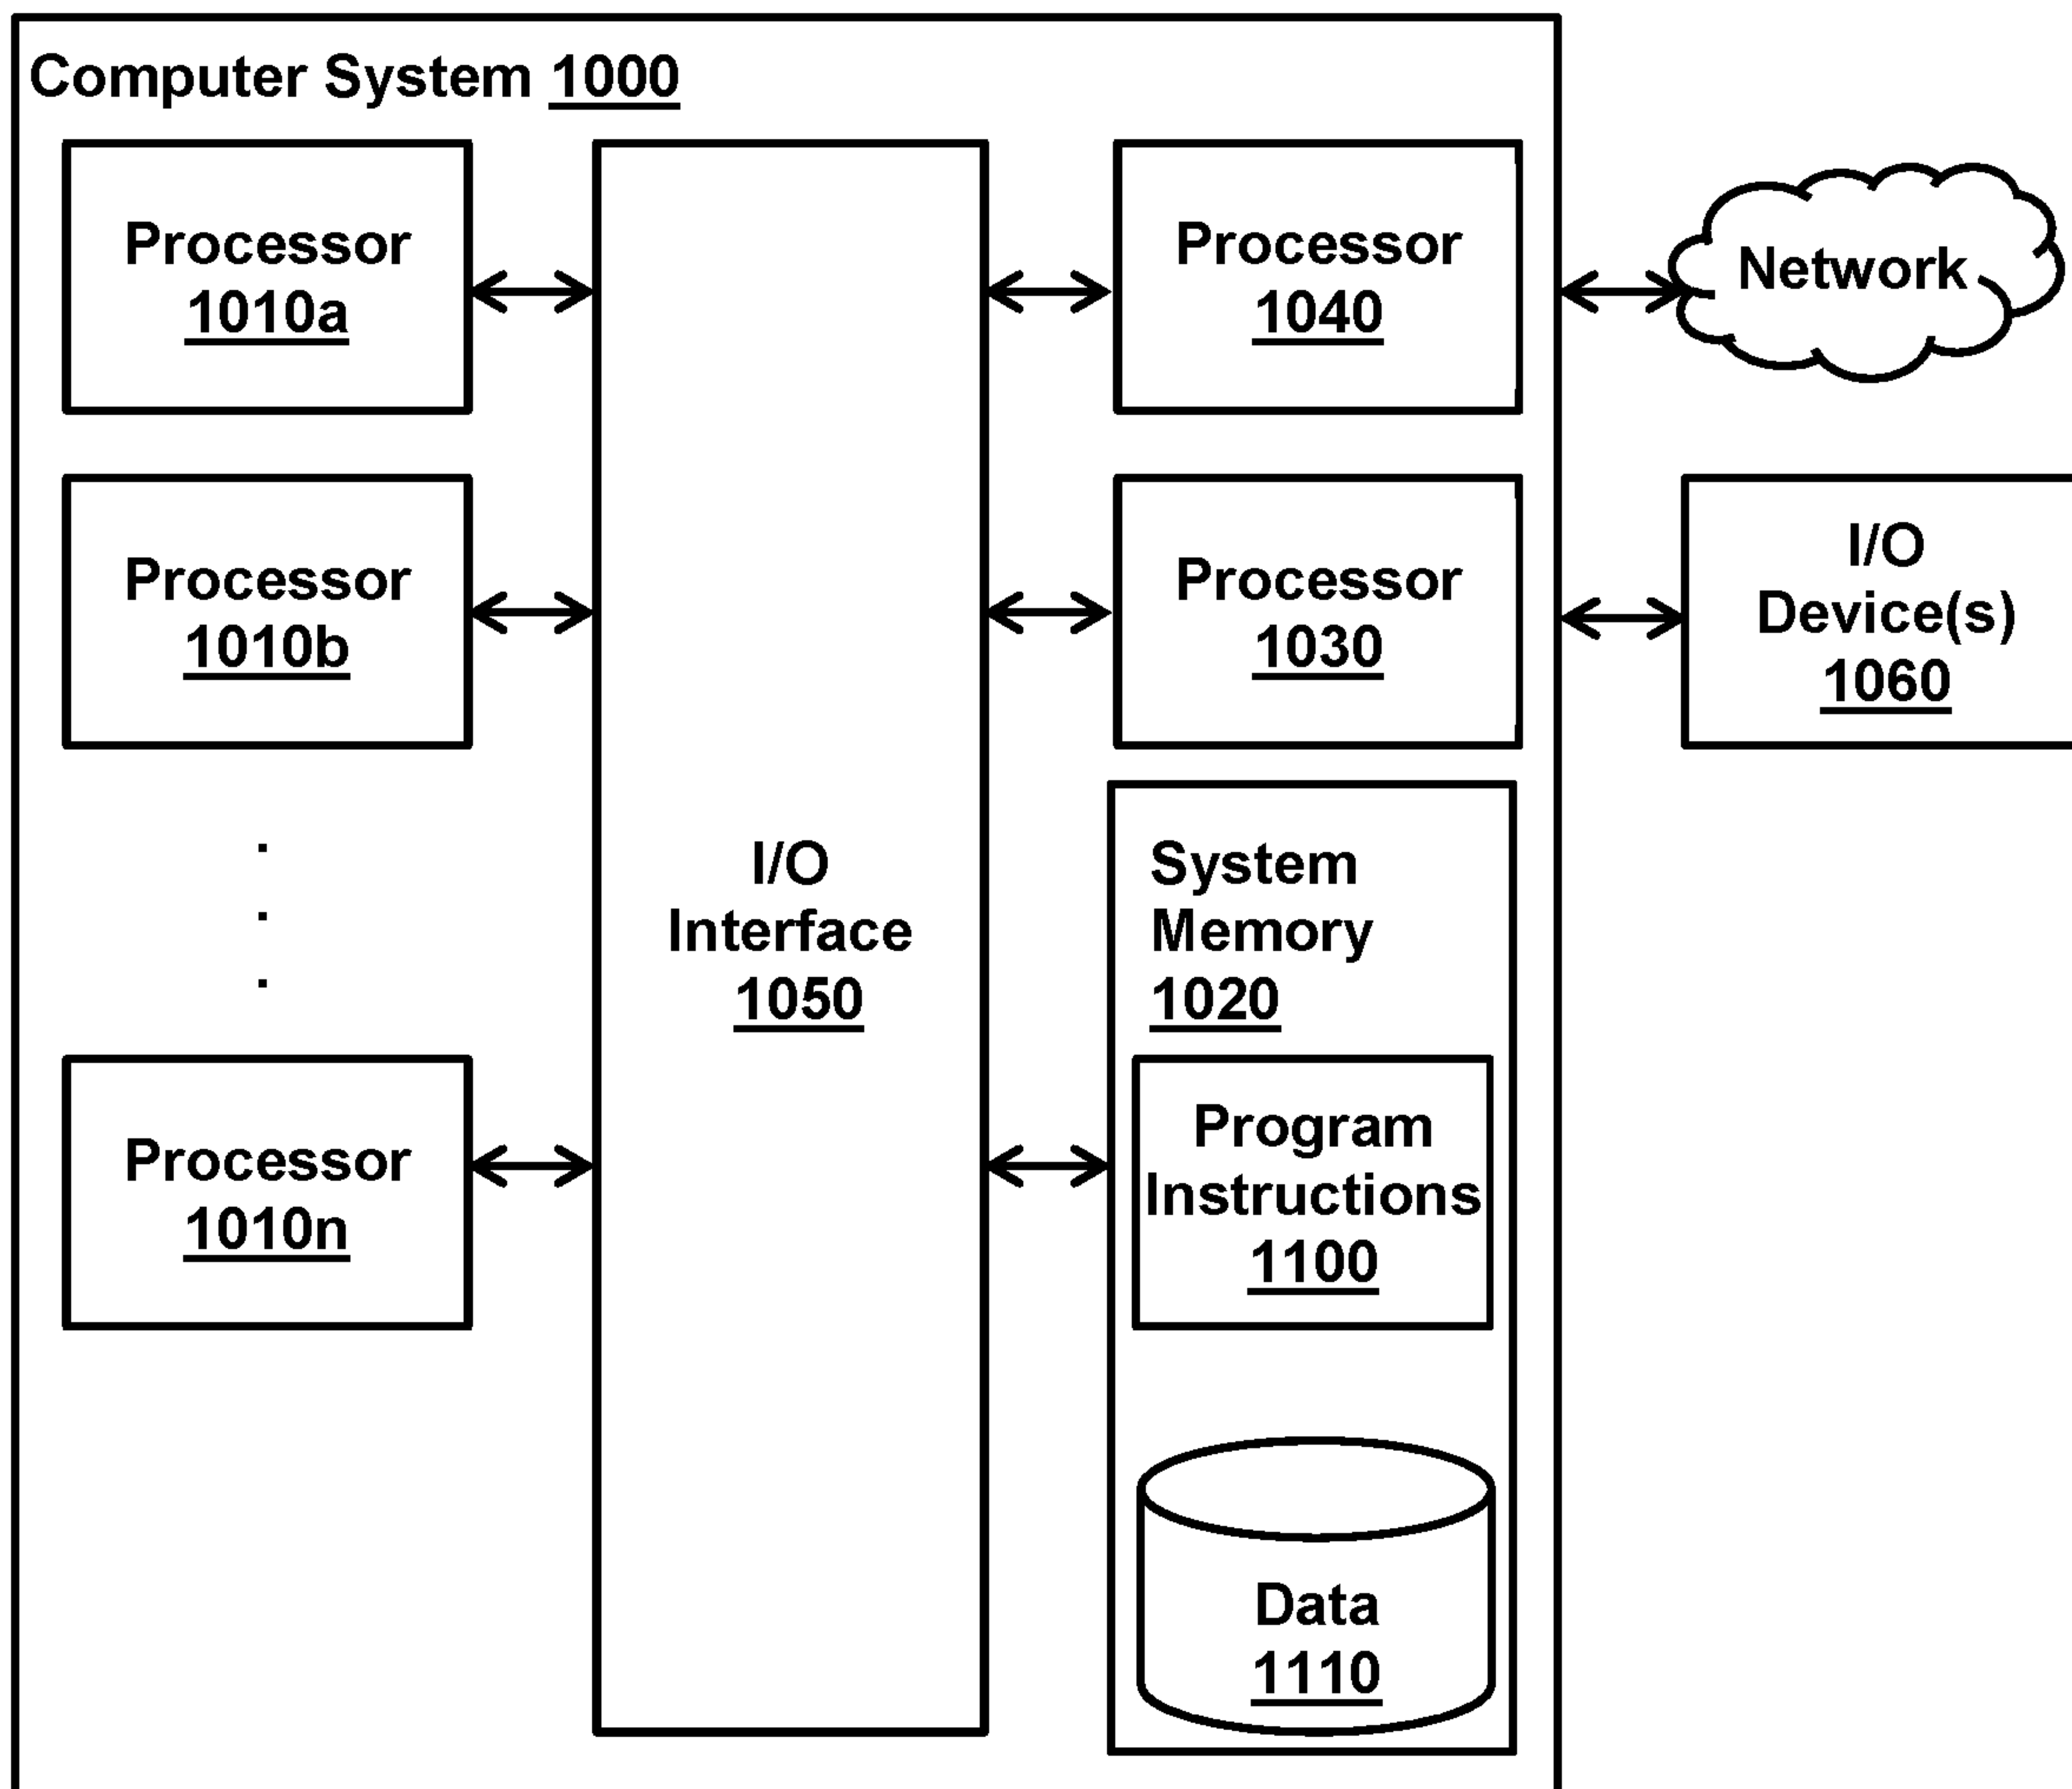 Computer System 1000
Processor
1010a
Processor
1040
Network
Processor
1010b
Processor
1030
I/O
Device(s)
1060
.
.
.
I/O
Interface
1050
System
Memory
1020
Processor
1010n
Program
Instructions
1100
Data
1110